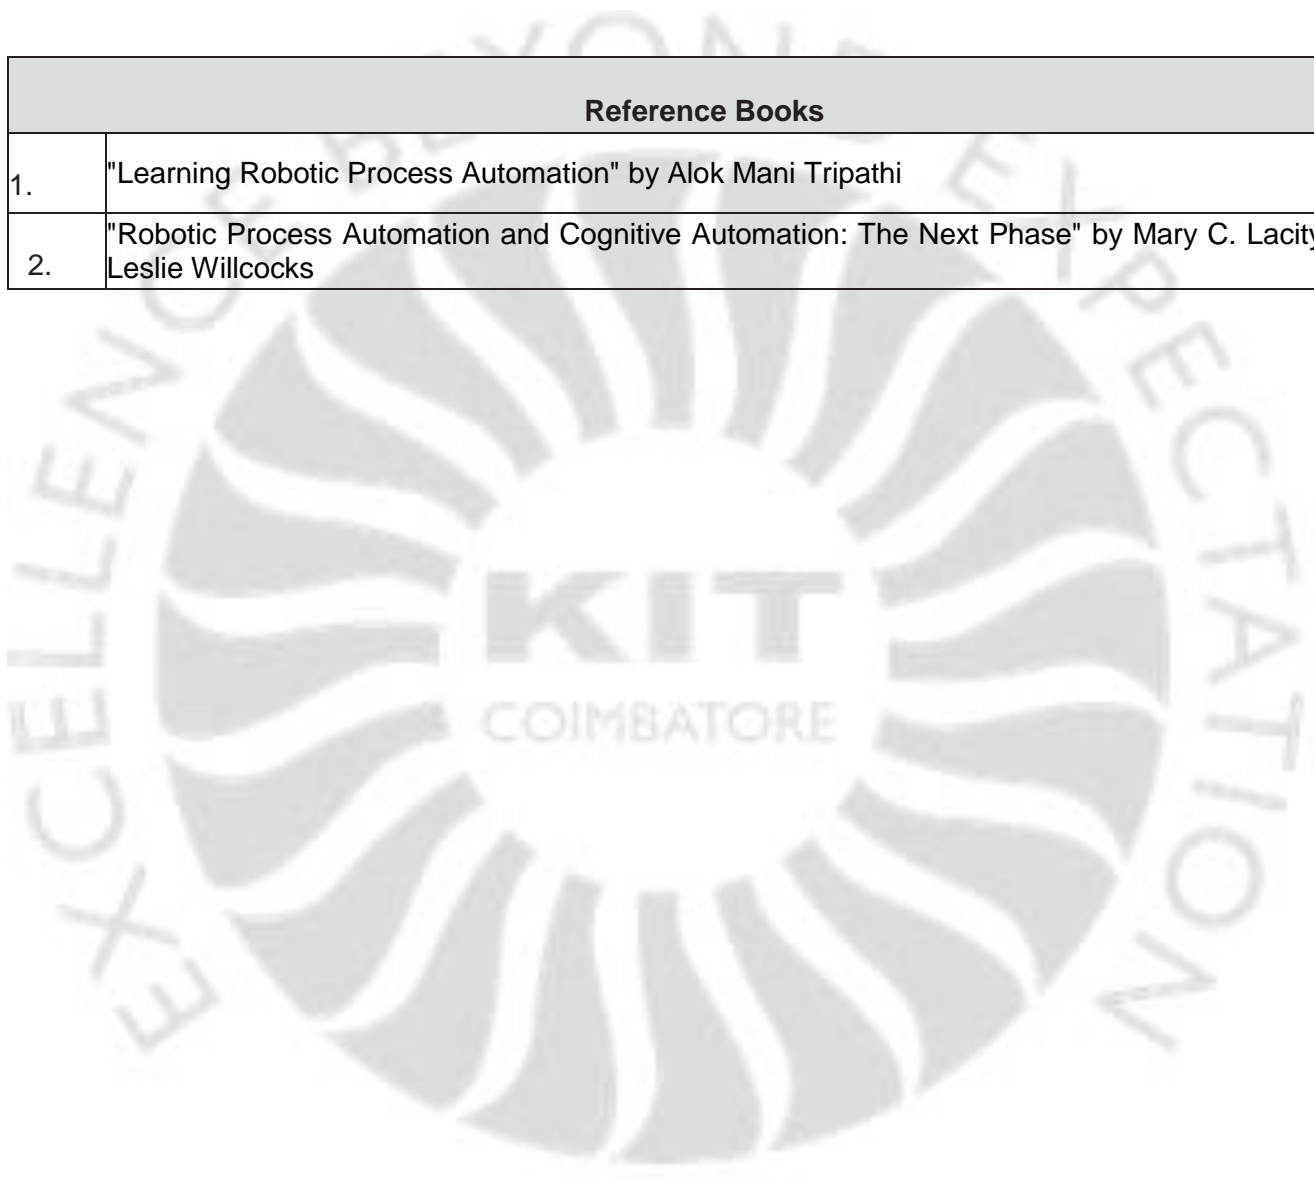 Reference Books
1. "Learning Robotic Process Automation" by Alok Mani Tripathi
2. "Robotic Process Automation and Cognitive Automation: The Next Phase" by Mary C. Lacity
Leslie Willcocks
EXCELLENCE BEYOND EXPECTATION
KIT
COIMBATORE